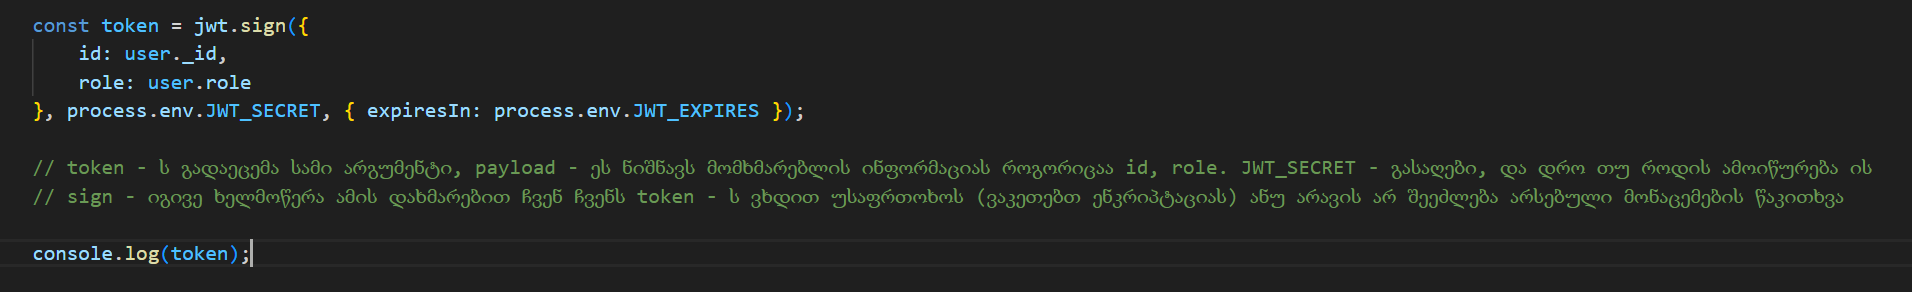 const token = jwt.sign({
    id: user._id,
    role: user.role
}, process.env.JWT_SECRET, { expiresIn: process.env.JWT_EXPIRES });
// token - ს გადაეცემა სამი არგუმენტი, payload - ეს ნიშნავს მომხმარებლის ინფორმაციას როგორიცაა id, role. JWT_SECRET - გასაღები, და დრო თუ როდის ამოიწურება ის
// sign - იგივე ხელმოწერა ამის დახმარებით ჩვენ ჩვენს token - ს ვხდით უსაფრთოხოს (ვაკეთებთ ენკრიპტაციას) ანუ არავის არ შეეძლება არსებული მონაცემების წაკითხვა
console.log(token);